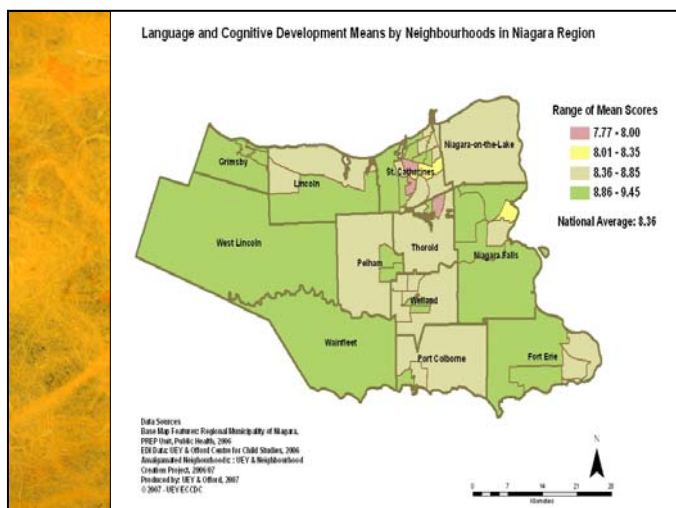 Language and Cognitive Development Means by Neighbourhoods in Niagara Region
Range of Mean Scores
7.77 - 8.00
8.01 - 8.35
8.36 - 8.85
8.86 - 9.45
National Average: 8.36
Niagara-on-the-Lake
Grimsby
St. Catharines
Lincoln
West Lincoln
Thorold
Pelham
Niagara Falls
Welland
Wainfleet
Port Colborne
Fort Erie
Data Sources
Base Map Features: Regional Municipality of Niagara,
PREP Unit, Public Health, 2006
EDI Data: UEY & Offord Centre for Child Studies, 2006
Amalgamated Neighbourhoods: : UEY & Neighbourhood
Creation Project, 2006/07
Produced by: UEY & Offord, 2007
© 2007 - UEY ECCDC
N
0 3.5 7 14 21 28
Kilometers